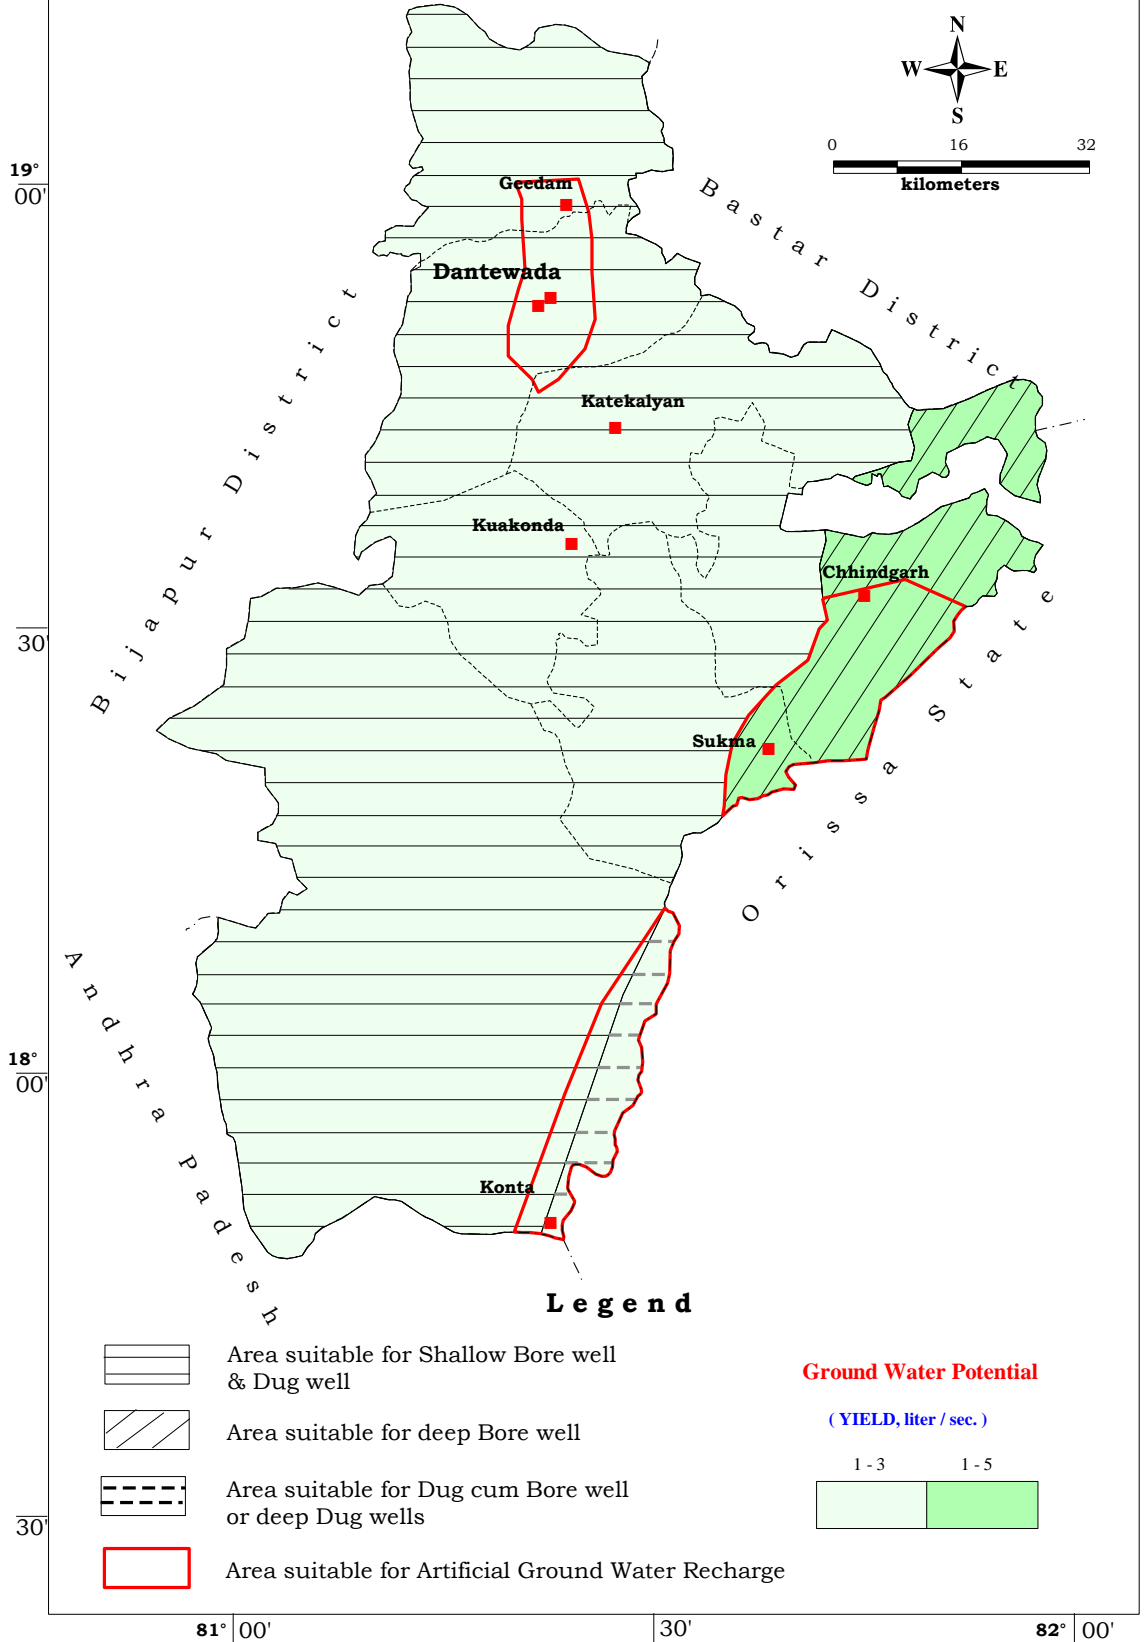 N
W E
S
0 16 32
kilometers
19°
00'
Geedam
Bastar District
Dantewada
Bijapur District
Katekalyan
Kuakonda
Chhindgarh
30'
Orissa State
Sukma
Andhra Padesh
18°
00'
Konta
Legend
Area suitable for Shallow Bore well
& Dug well
Area suitable for deep Bore well
Area suitable for Dug cum Bore well
or deep Dug wells
Area suitable for Artificial Ground Water Recharge
Ground Water Potential
( YIELD, liter / sec. )
1 - 3 1 - 5
30'
81° 00' 30' 82° 00'